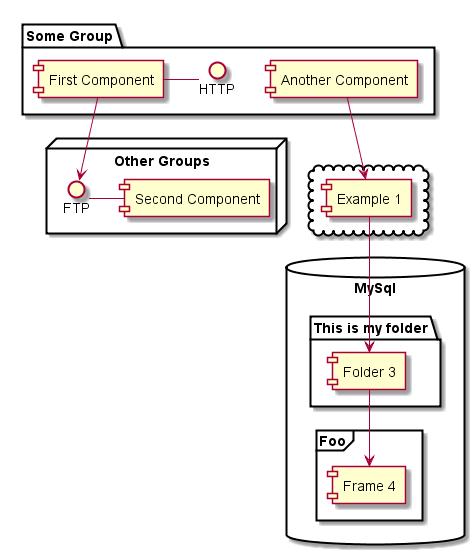 Some Group
First Component
HTTP
Another Component
Other Groups
FTP
Second Component
Example 1
MySql
This is my folder
Folder 3
Foo
Frame 4